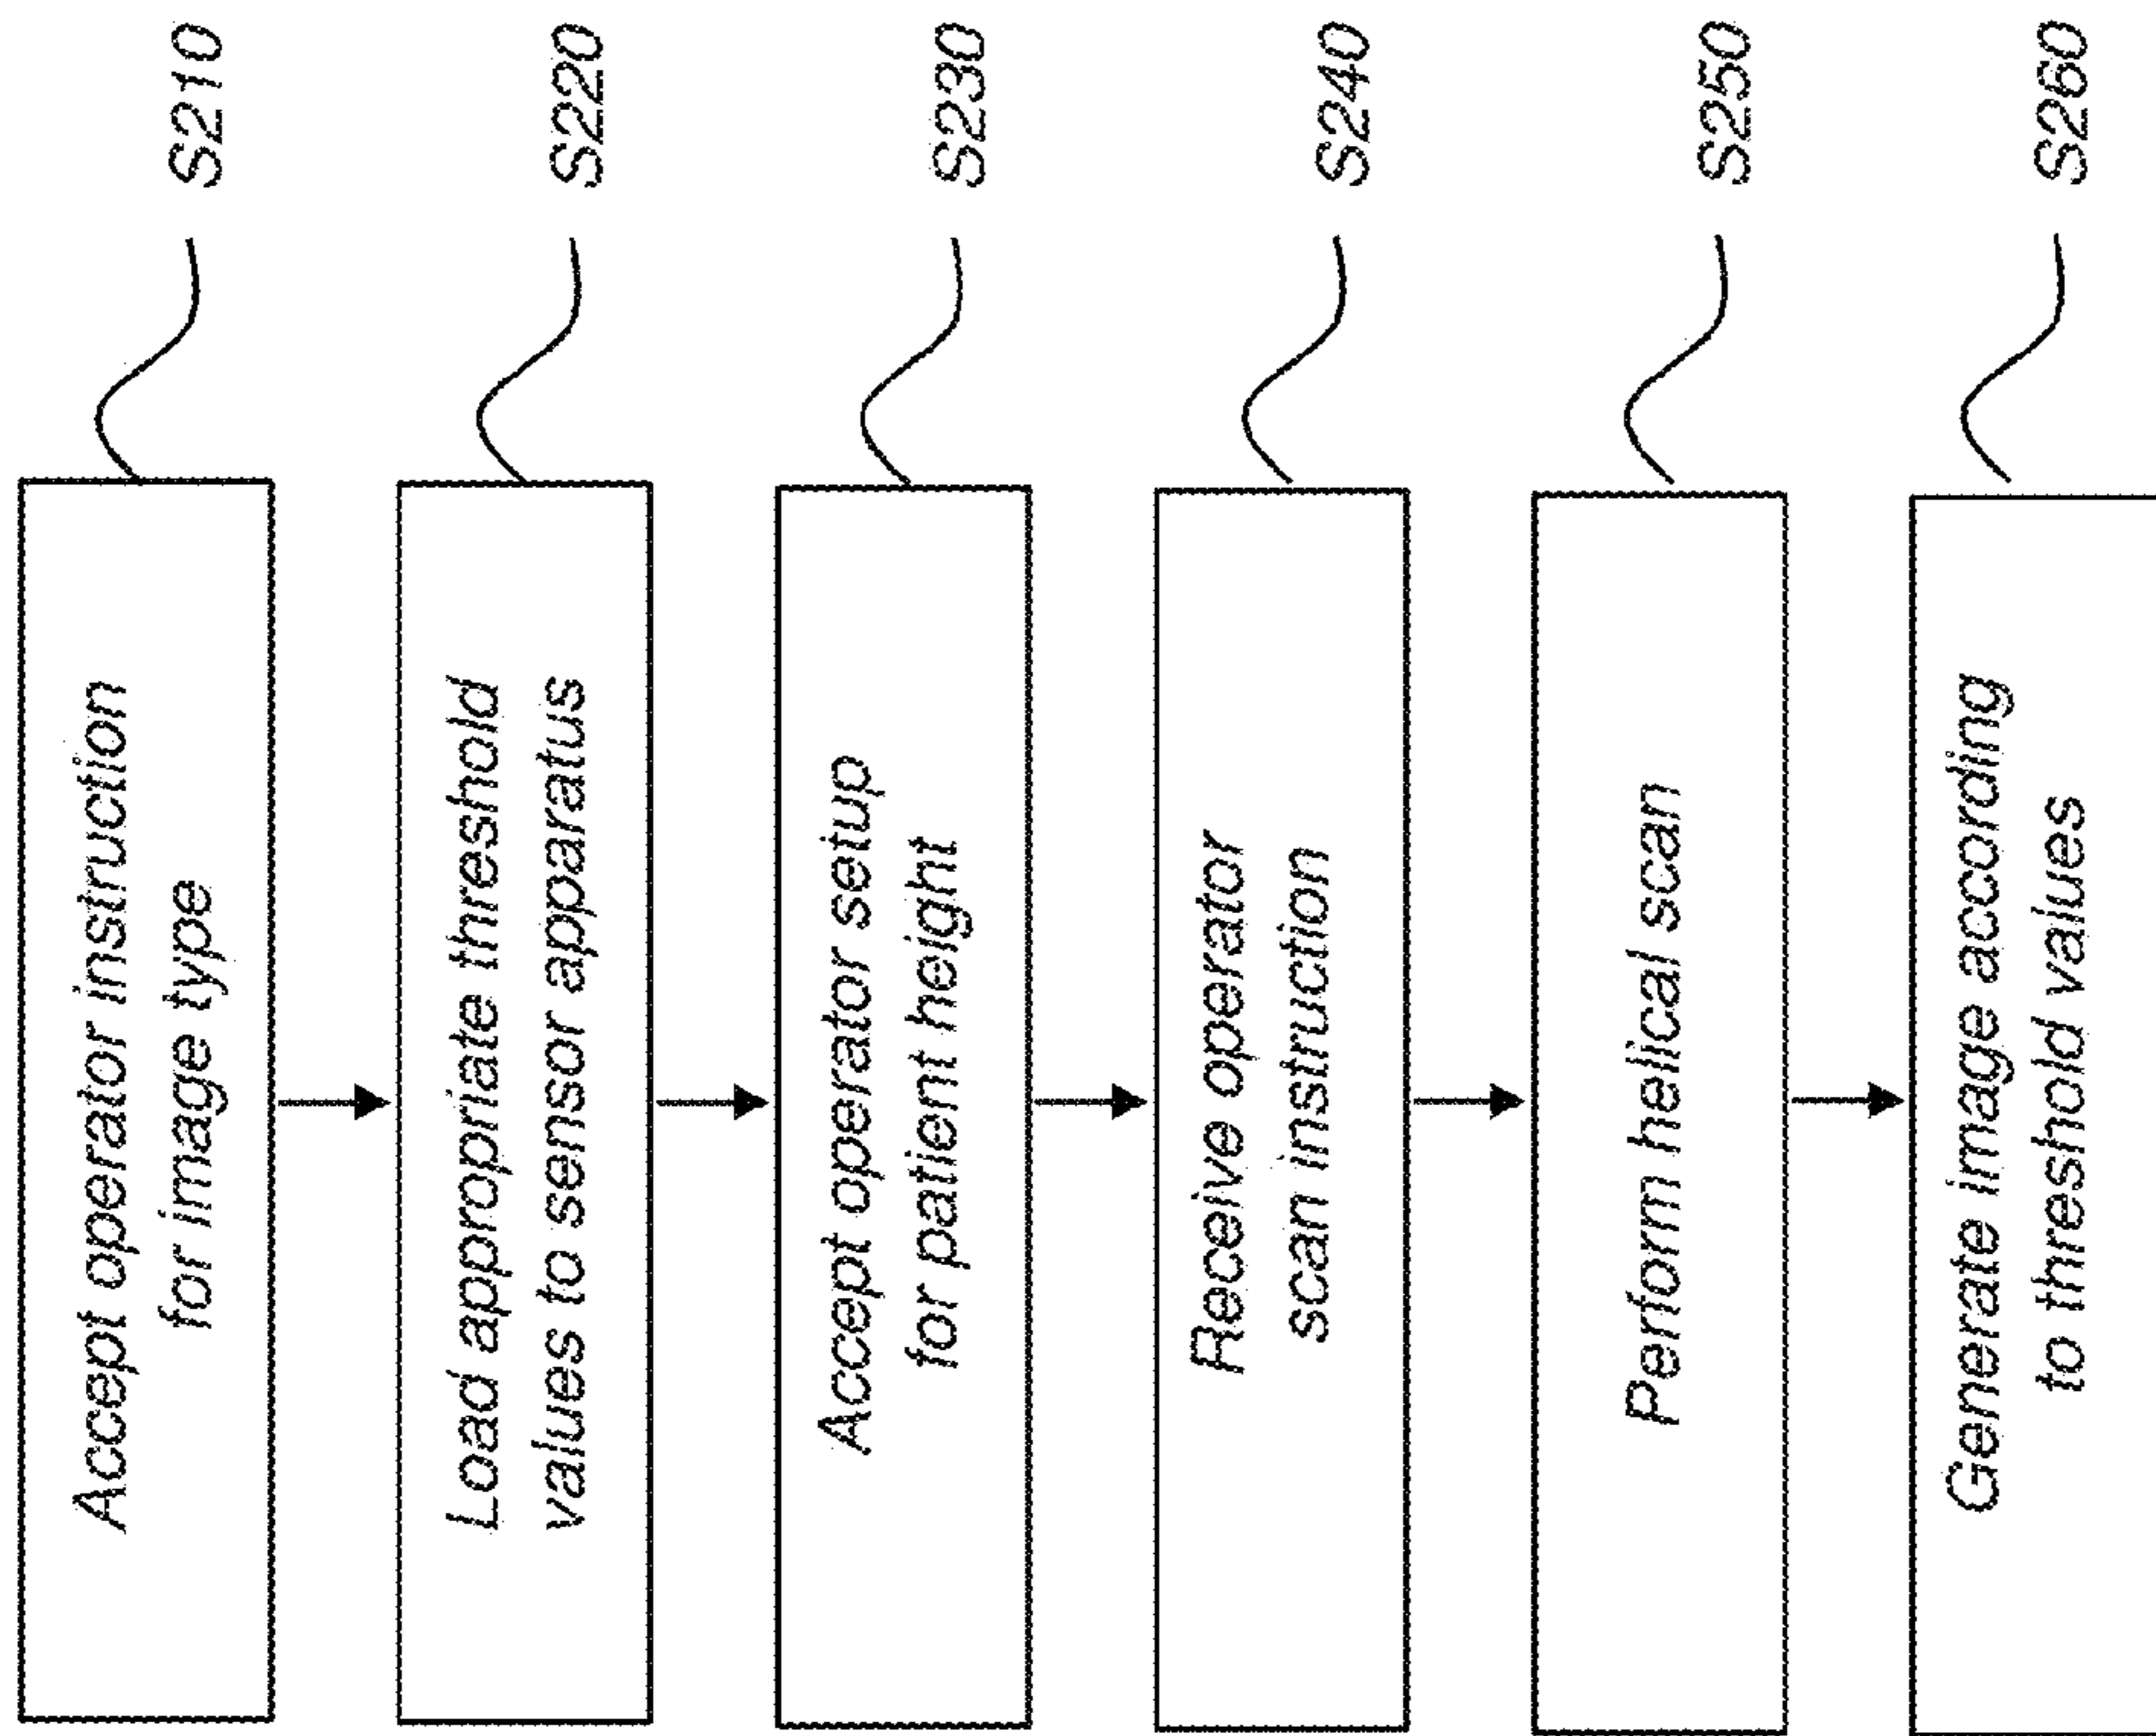 Accept operator instruction
for image type
S210
Load appropriate threshold
values to sensor apparatus
S220
Accept operator setup
for patient height
S230
Receive operator
scan instruction
S240
Perform helical scan
S250
Generate image according
to threshold values
S260